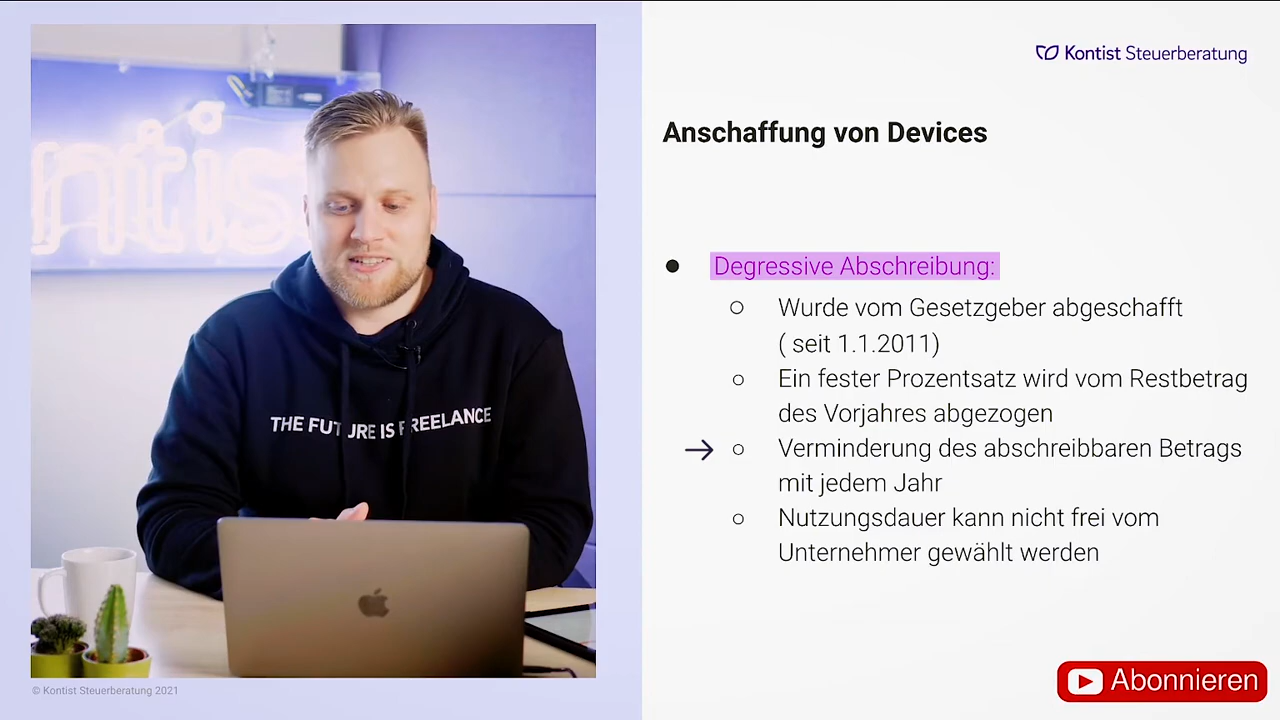 ntis
THE FUTURE IS FREELANCE
© Kontist Steuerberatung 2021
Kontist Steuerberatung
Anschaffung von Devices
Degressive Abschreibung:
Wurde vom Gesetzgeber abgeschafft
( seit 1.1.2011)
Ein fester Prozentsatz wird vom Restbetrag
des Vorjahres abgezogen
→ Verminderung des abschreibbaren Betrags
mit jedem Jahr
Nutzungsdauer kann nicht frei vom
Unternehmer gewählt werden
Abonnieren